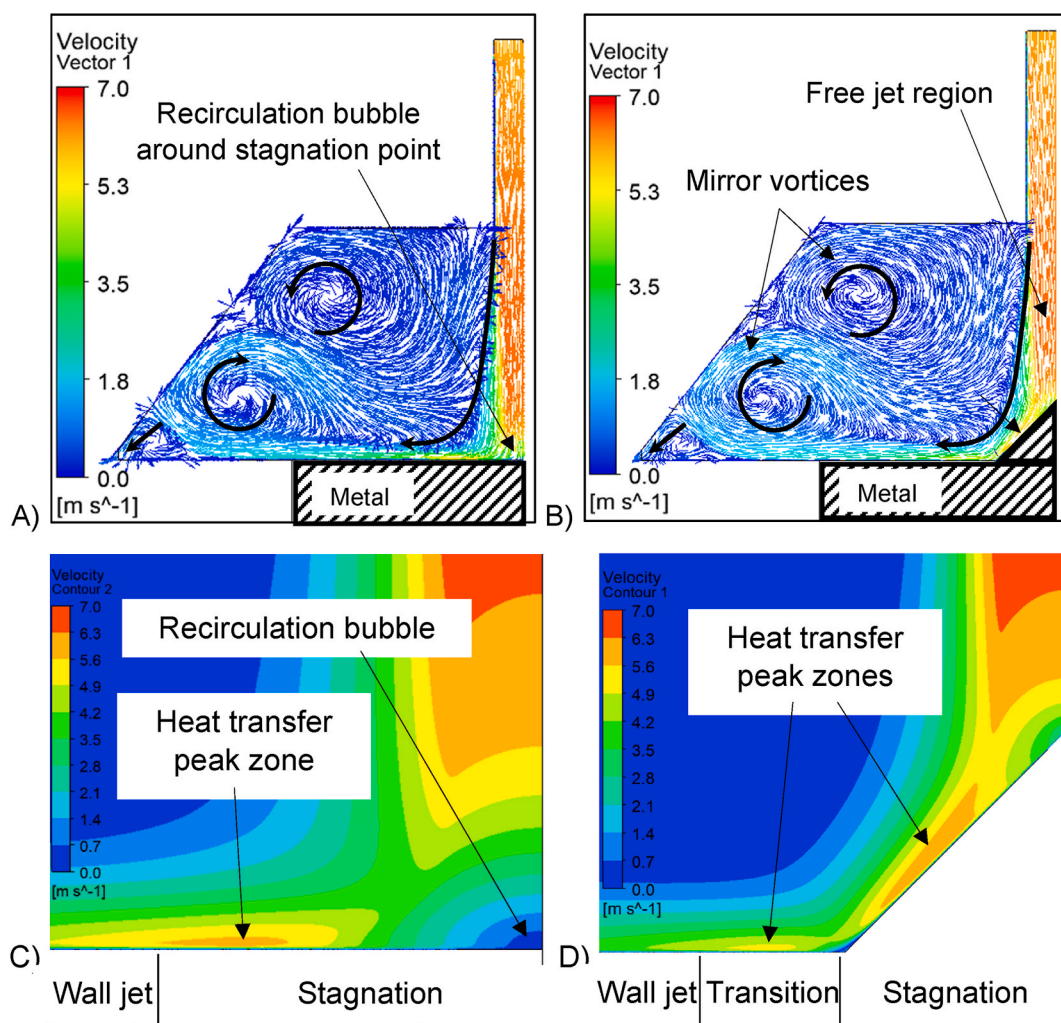 Velocity
Vector 1
7.0
5.3
3.5
1.8
0.0
[m s^-1]
Recirculation bubble
around stagnation point
Metal
A)
Velocity
Vector 1
7.0
5.3
3.5
1.8
0.0
[m s^-1]
Free jet region
Mirror vortices
Metal
B)
Velocity
Contour 2
7.0
6.3
5.6
4.9
4.2
3.5
2.8
2.1
1.4
0.7
0.0
[m s^-1]
Recirculation bubble
Heat transfer
peak zone
C)
Wall jet
Stagnation
Velocity
Contour 1
7.0
6.3
5.6
4.9
4.2
3.5
2.8
2.1
1.4
0.7
0.0
[m s^-1]
Heat transfer
peak zones
D)
Wall jet
Transition
Stagnation